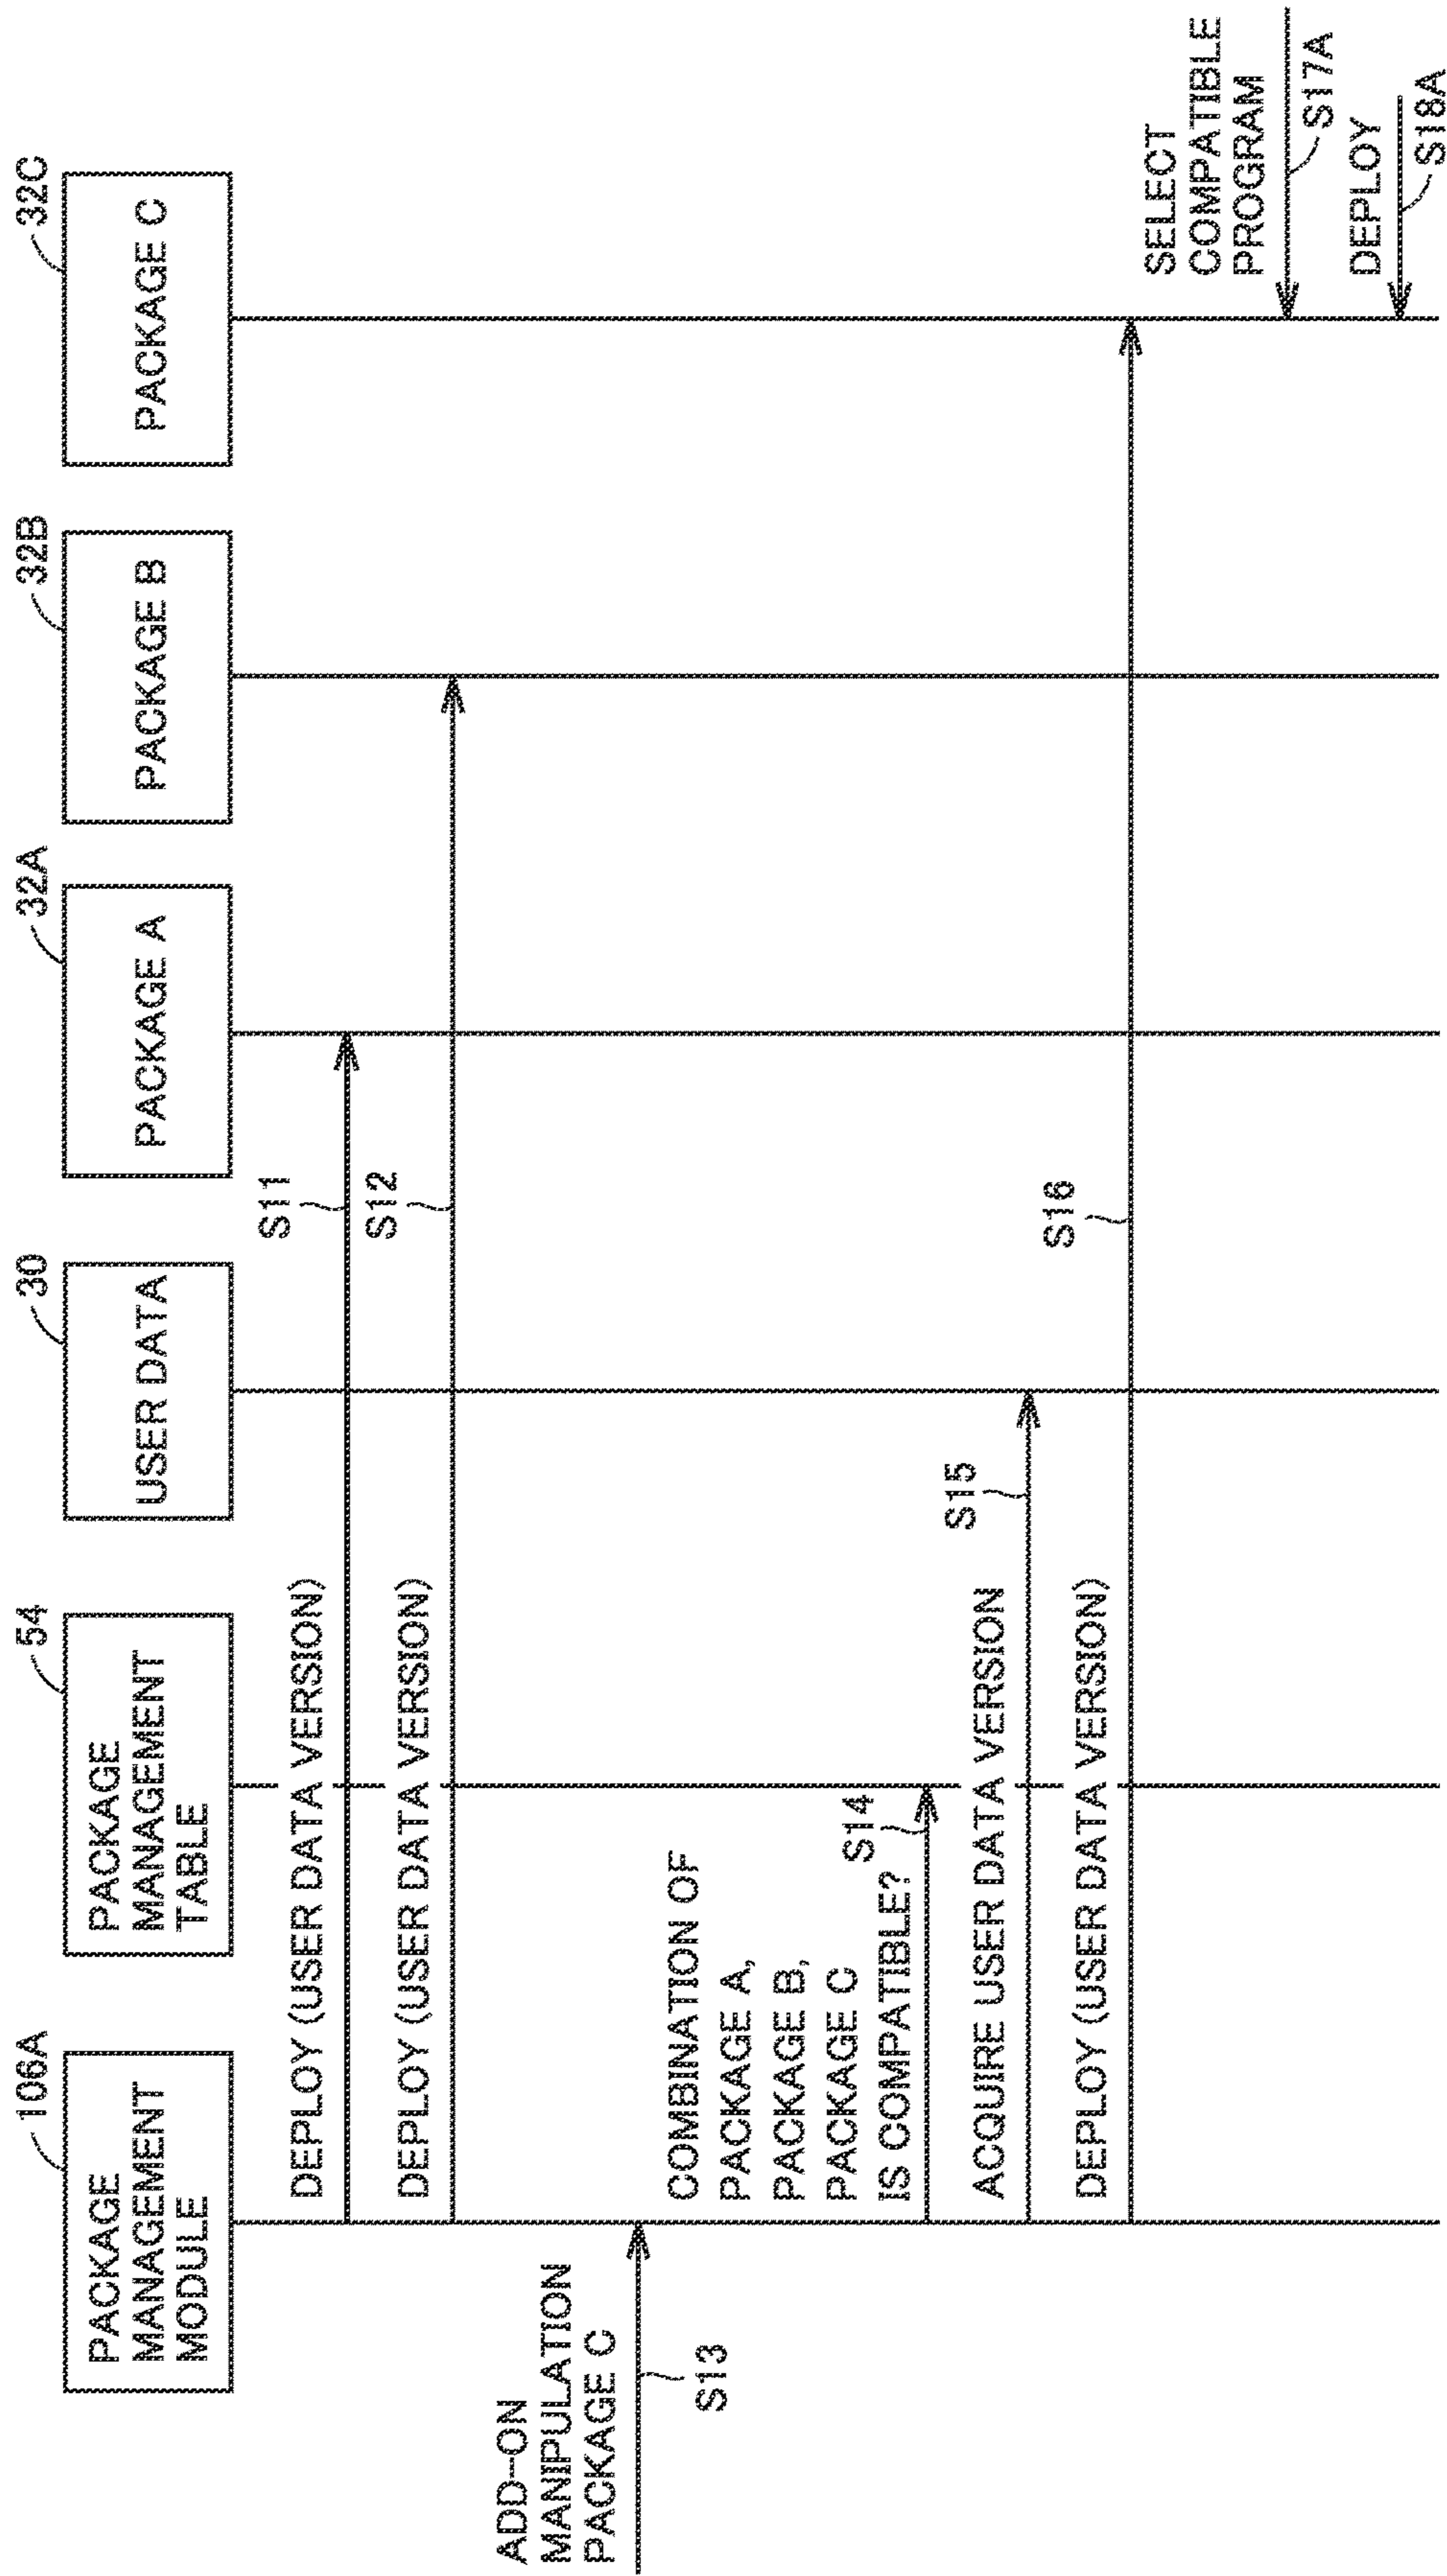 106A
PACKAGE
MANAGEMENT
MODULE
54
PACKAGE
MANAGEMENT
TABLE
30
USER DATA
32A
PACKAGE A
32B
PACKAGE B
32C
PACKAGE C
DEPLOY (USER DATA VERSION)
S11
DEPLOY (USER DATA VERSION)
S12
ADD-ON
MANIPULATION
PACKAGE C
S13
COMBINATION OF
PACKAGE A,
PACKAGE B,
PACKAGE C
IS COMPATIBLE?
S14
ACQUIRE USER DATA VERSION
S15
DEPLOY (USER DATA VERSION)
S16
SELECT
COMPATIBLE
PROGRAM
S17A
DEPLOY
S18A